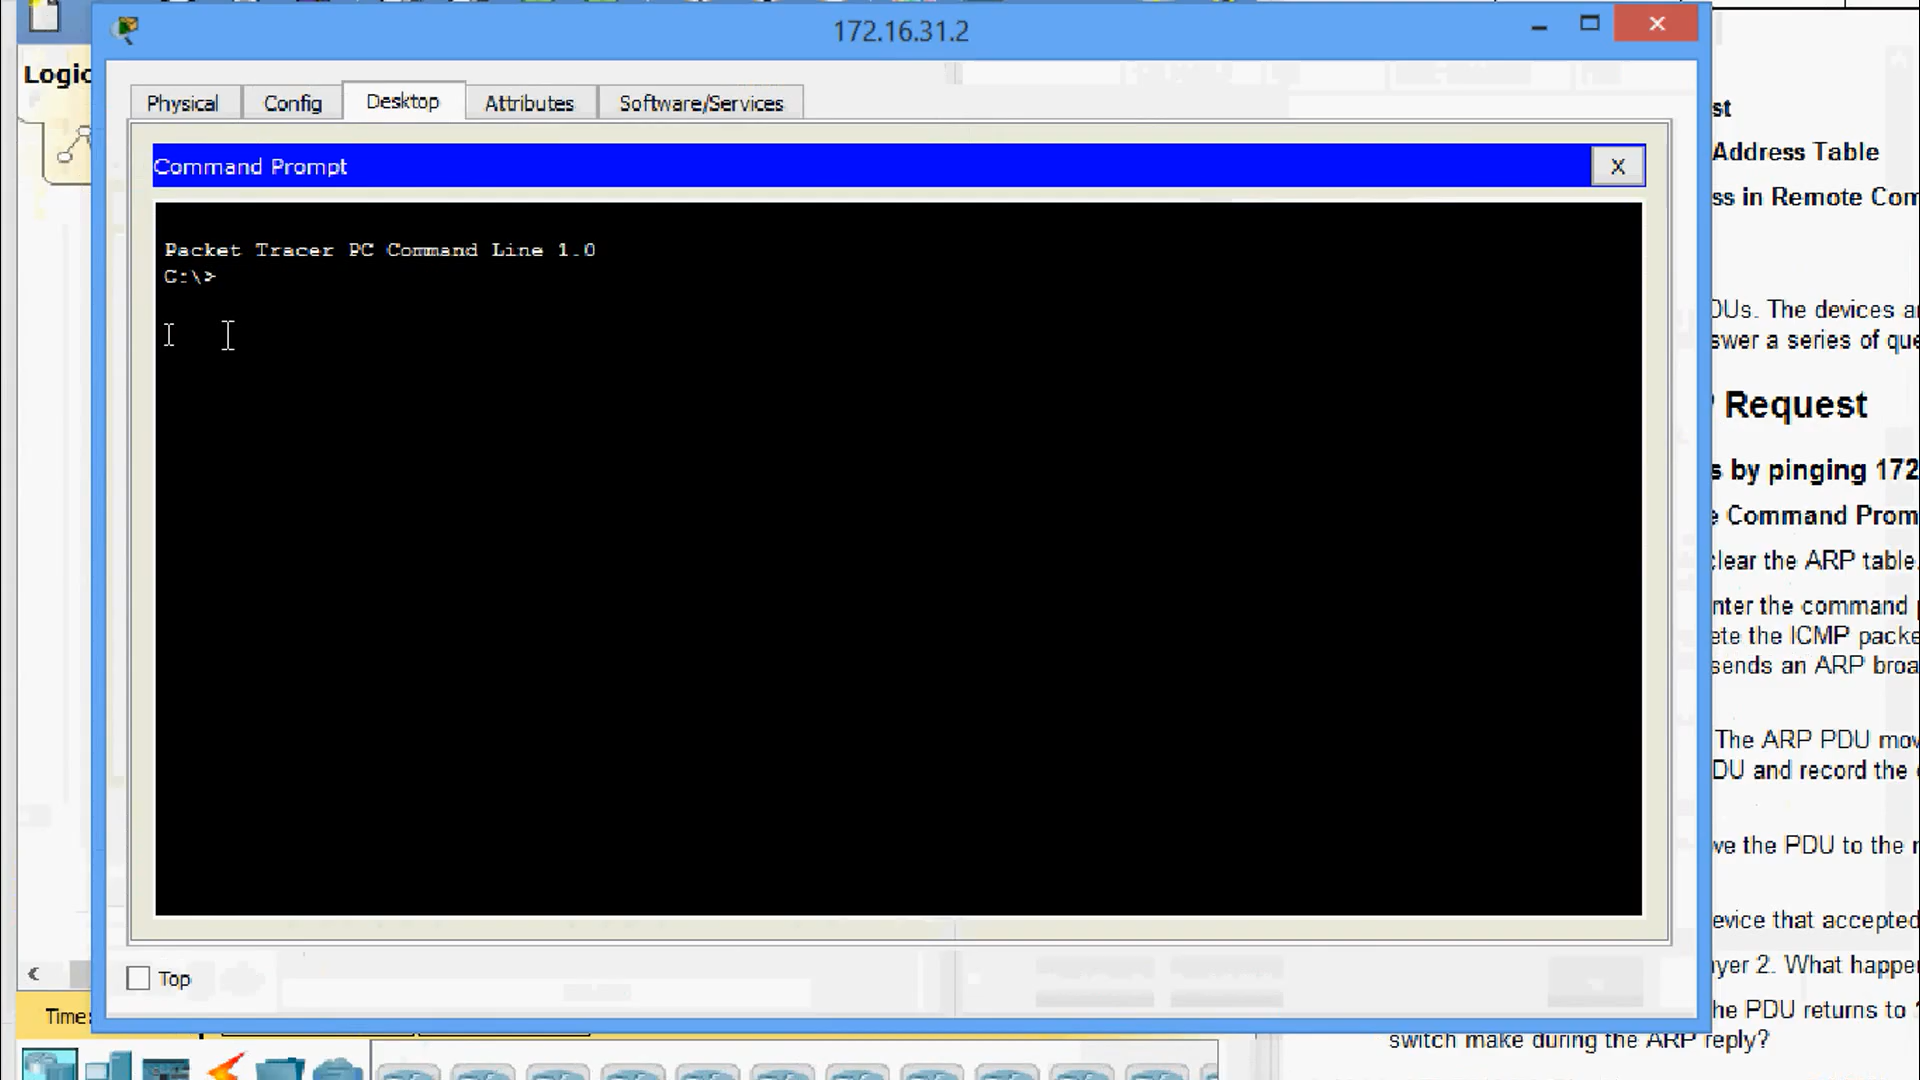 172.16.31.2
Logic
Physical
Config
Desktop
Attributes
Software/Services
Command Prompt
X
Packet Tracer PC Command Line 1.0
C:\>
Top
Time:
st
Address Table
ss in Remote Com
DUs. The devices a
swer a series of que
Request
s by pinging 172
e Command Prom
clear the ARP table.
nter the command
ete the ICMP packe
sends an ARP broa
The ARP PDU mov
DU and record the
ve the PDU to the
evice that accepted
ayer 2. What happe
he PDU returns to
switch make during the ARP reply?